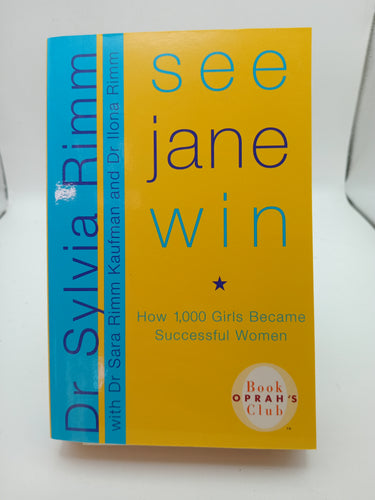 see
jane
win
How 1,000 Girls Became
Successful Women
Dr Sylvia Rimm
with Dr Sara Rimm Kaufman and Dr Ilona Rimm
Book
OPRAH'S
Club
TM